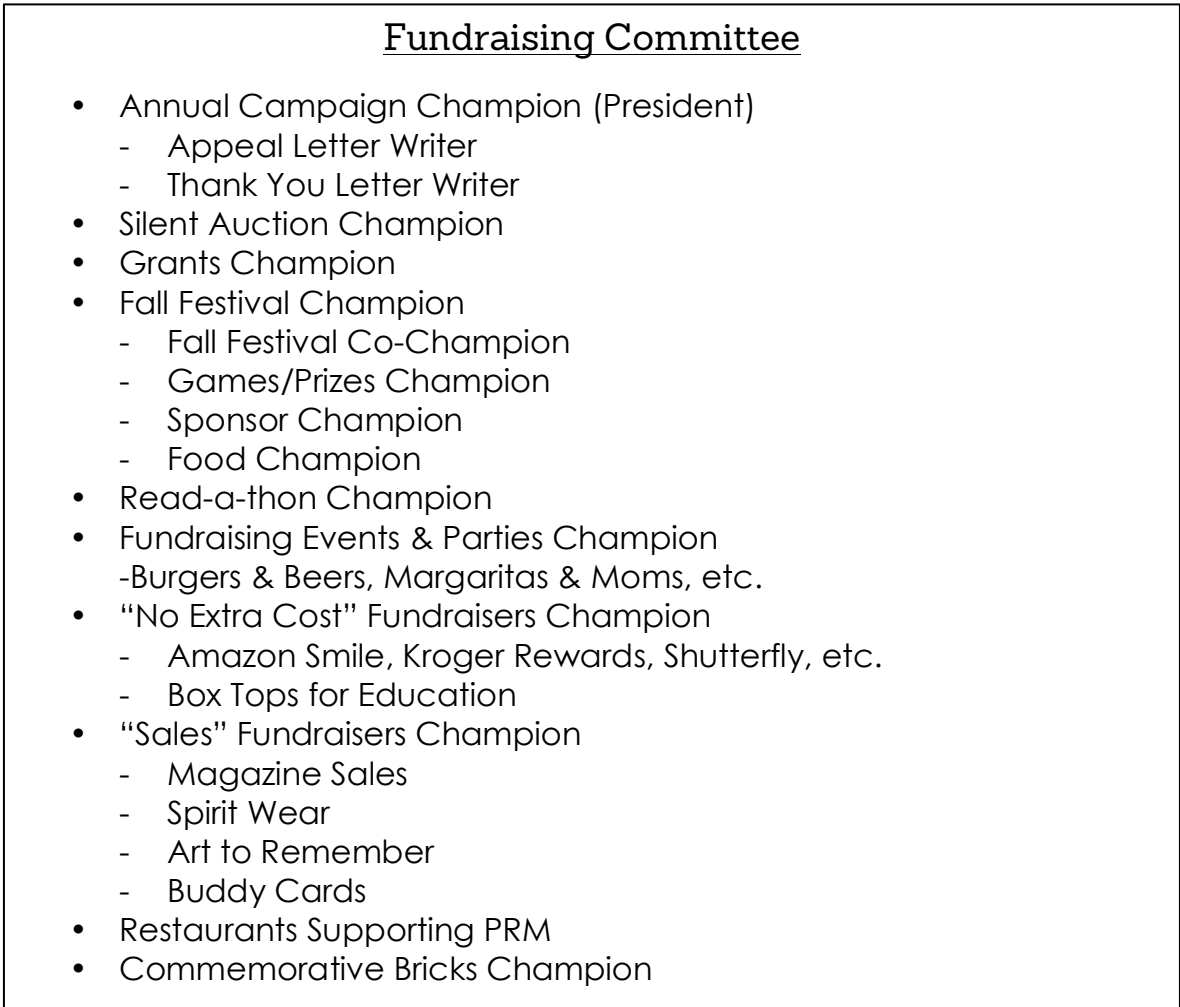 Fundraising Committee
• Annual Campaign Champion (President)
- Appeal Letter Writer
- Thank You Letter Writer
• Silent Auction Champion
• Grants Champion
• Fall Festival Champion
- Fall Festival Co-Champion
- Games/Prizes Champion
- Sponsor Champion
- Food Champion
• Read-a-thon Champion
• Fundraising Events & Parties Champion
-Burgers & Beers, Margaritas & Moms, etc.
• “No Extra Cost” Fundraisers Champion
- Amazon Smile, Kroger Rewards, Shutterfly, etc.
- Box Tops for Education
• “Sales” Fundraisers Champion
- Magazine Sales
- Spirit Wear
- Art to Remember
- Buddy Cards
• Restaurants Supporting PRM
• Commemorative Bricks Champion